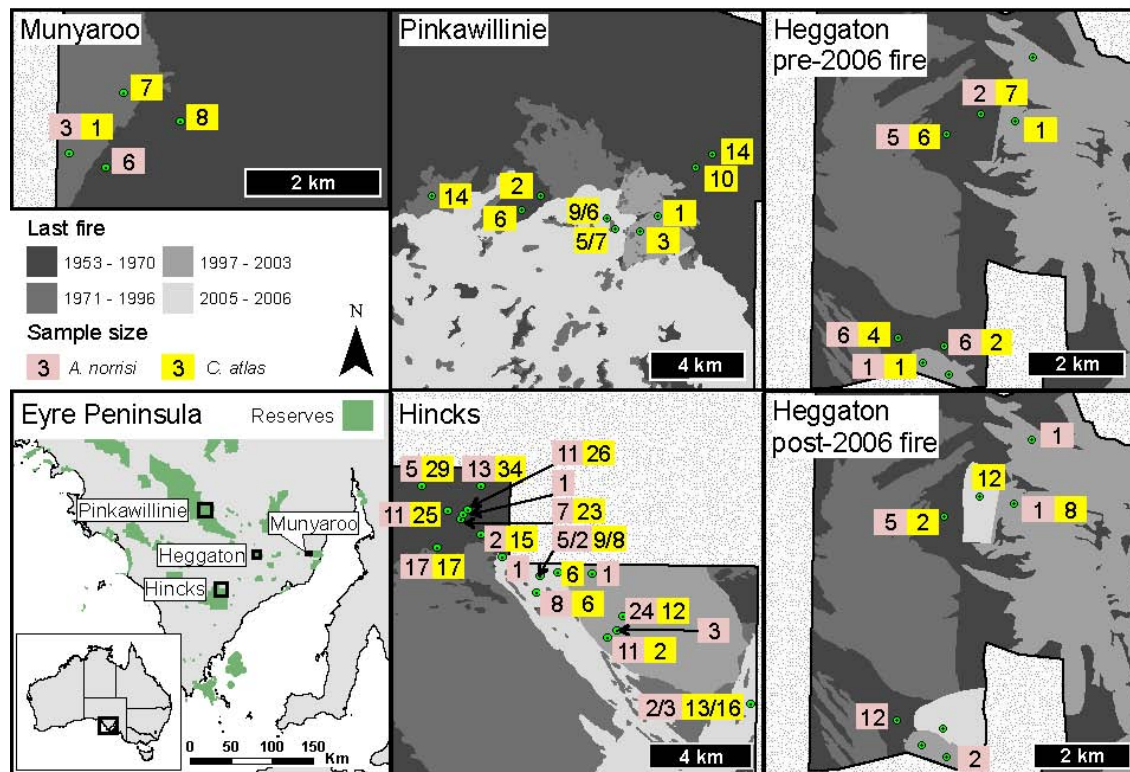 Munyaroo
7
8
3 1
6
2 km
Last fire
1953 - 1970
1997 - 2003
1971 - 1996
2005 - 2006
Sample size
3 A. norrisi
3 C. atlas
N
Pinkawillinie
14
10
14
2
6
9/6
5/7
1
3
4 km
Heggaton
pre-2006 fire
2 7
5 6
1
6 4
6 2
1 1
2 km
Eyre Peninsula
Reserves
Pinkawillinie
Munyaroo
Heggaton
Hincks
0 50 100 150
Km
Hincks
11 26
5 29
13 34
1
11 25
7 23
2 15
5/2 9/8
17 17
1
6
1
8 6
24 12
3
11 2
2/3 13/16
4 km
Heggaton
post-2006 fire
1
12
1 8
5 2
12
2
2 km